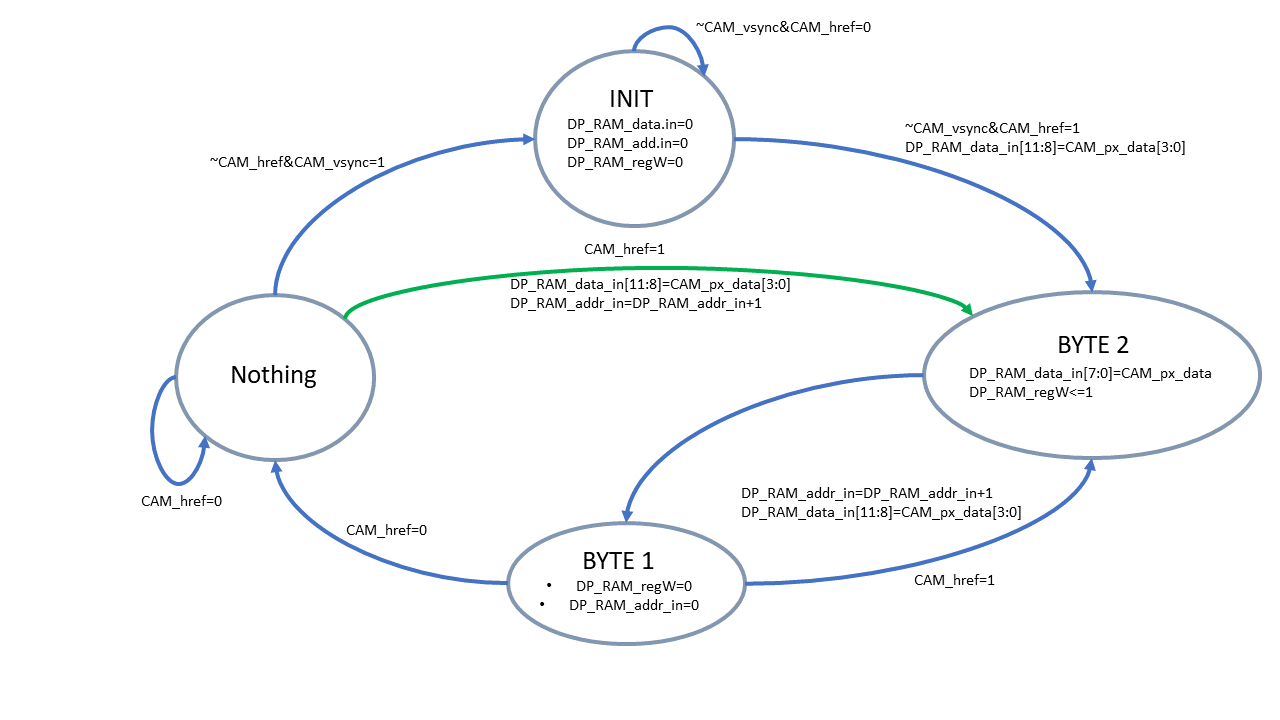 ~CAM_vsync&CAM_href=0
INIT
DP_RAM_data.in=0
DP_RAM_add.in=0
DP_RAM_regW=0
~CAM_vsync&CAM_href=1
DP_RAM_data_in[11:8]=CAM_px_data[3:0]
~CAM_href&CAM_vsync=1
CAM_href=1
DP_RAM_data_in[11:8]=CAM_px_data[3:0]
DP_RAM_addr_in=DP_RAM_addr_in+1
Nothing
BYTE 2
DP_RAM_data_in[7:0]=CAM_px_data
DP_RAM_regW<=1
CAM_href=0
DP_RAM_addr_in=DP_RAM_addr_in+1
DP_RAM_data_in[11:8]=CAM_px_data[3:0]
CAM_href=0
BYTE 1
• DP_RAM_regW=0
• DP_RAM_addr_in=0
CAM_href=1